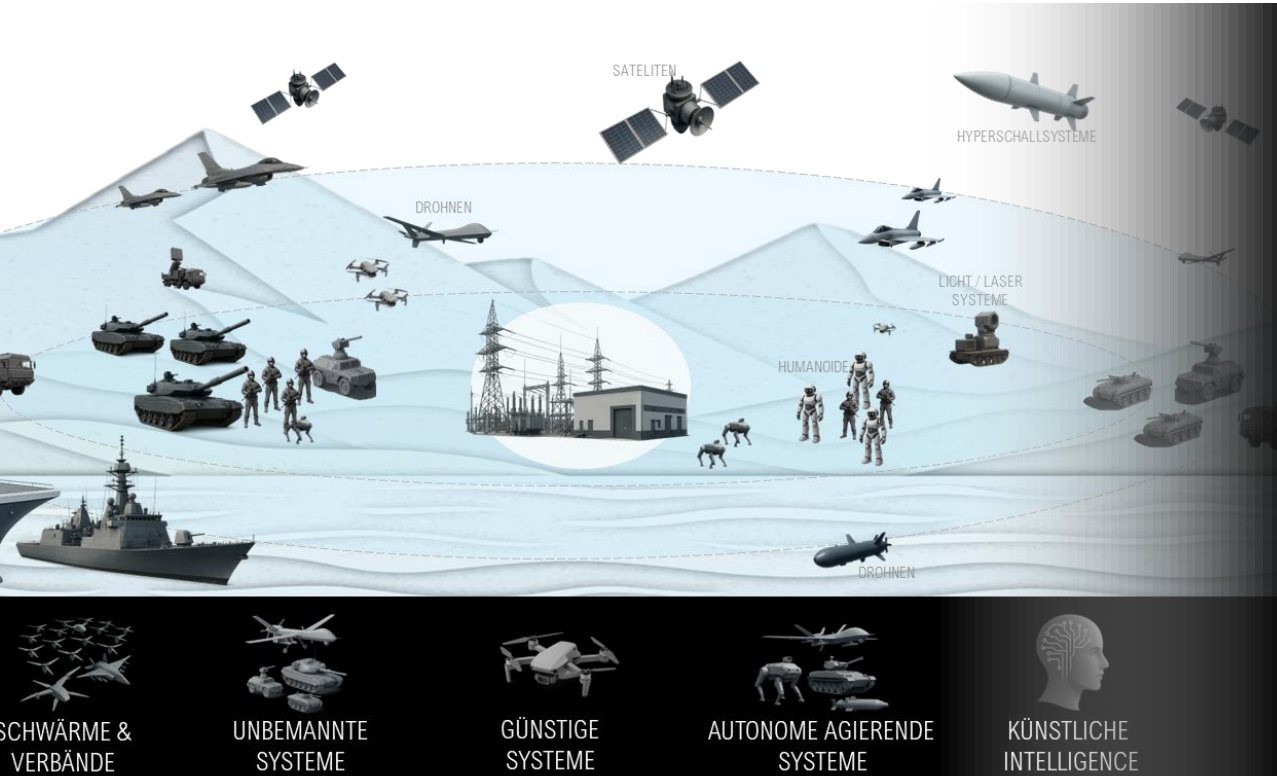 SATELITEN
HYPERSCHALLSYSTEME
DROHNEN
LICHT / LASER
SYSTEME
HUMANOIDE
DROHNEN
SCHWÄRME &
VERBÄNDE
UNBEMANNTE
SYSTEME
GÜNSTIGE
SYSTEME
AUTONOME AGIERENDE
SYSTEME
KÜNSTLICHE
INTELLIGENCE